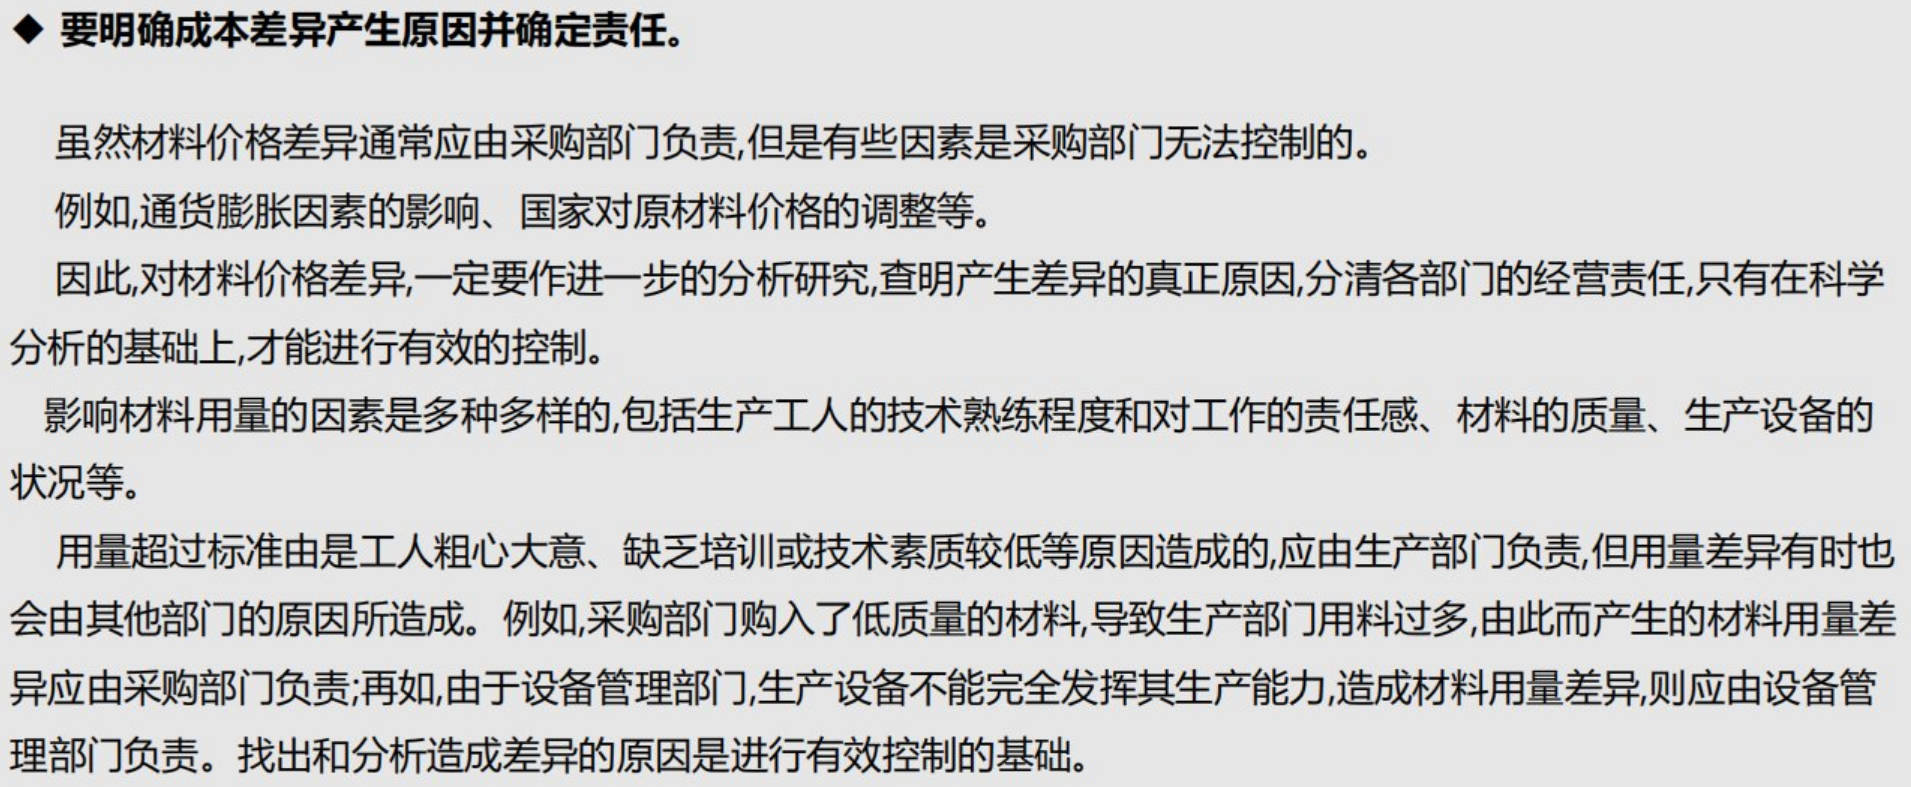 ◆ 要明确成本差异产生原因并确定责任。
虽然材料价格差异通常应由采购部门负责,但是有些因素是采购部门无法控制的。
例如,通货膨胀因素的影响、国家对原材料价格的调整等。
因此,对材料价格差异,一定要作进一步的分析研究,查明产生差异的真正原因,分清各部门的经营责任,只有在科学
分析的基础上,才能进行有效的控制。
影响材料用量的因素是多种多样的,包括生产工人的技术熟练程度和对工作的责任感、材料的质量、生产设备的
状况等。
用量超过标准由是工人粗心大意、缺乏培训或技术素质较低等原因造成的,应由生产部门负责,但用量差异有时也
会由其他部门的原因所造成。例如,采购部门购入了低质量的材料,导致生产部门用料过多,由此而产生的材料用量差
异应由采购部门负责;再如,由于设备管理部门,生产设备不能完全发挥其生产能力,造成材料用量差异,则应由设备管
理部门负责。找出和分析造成差异的原因是进行有效控制的基础。